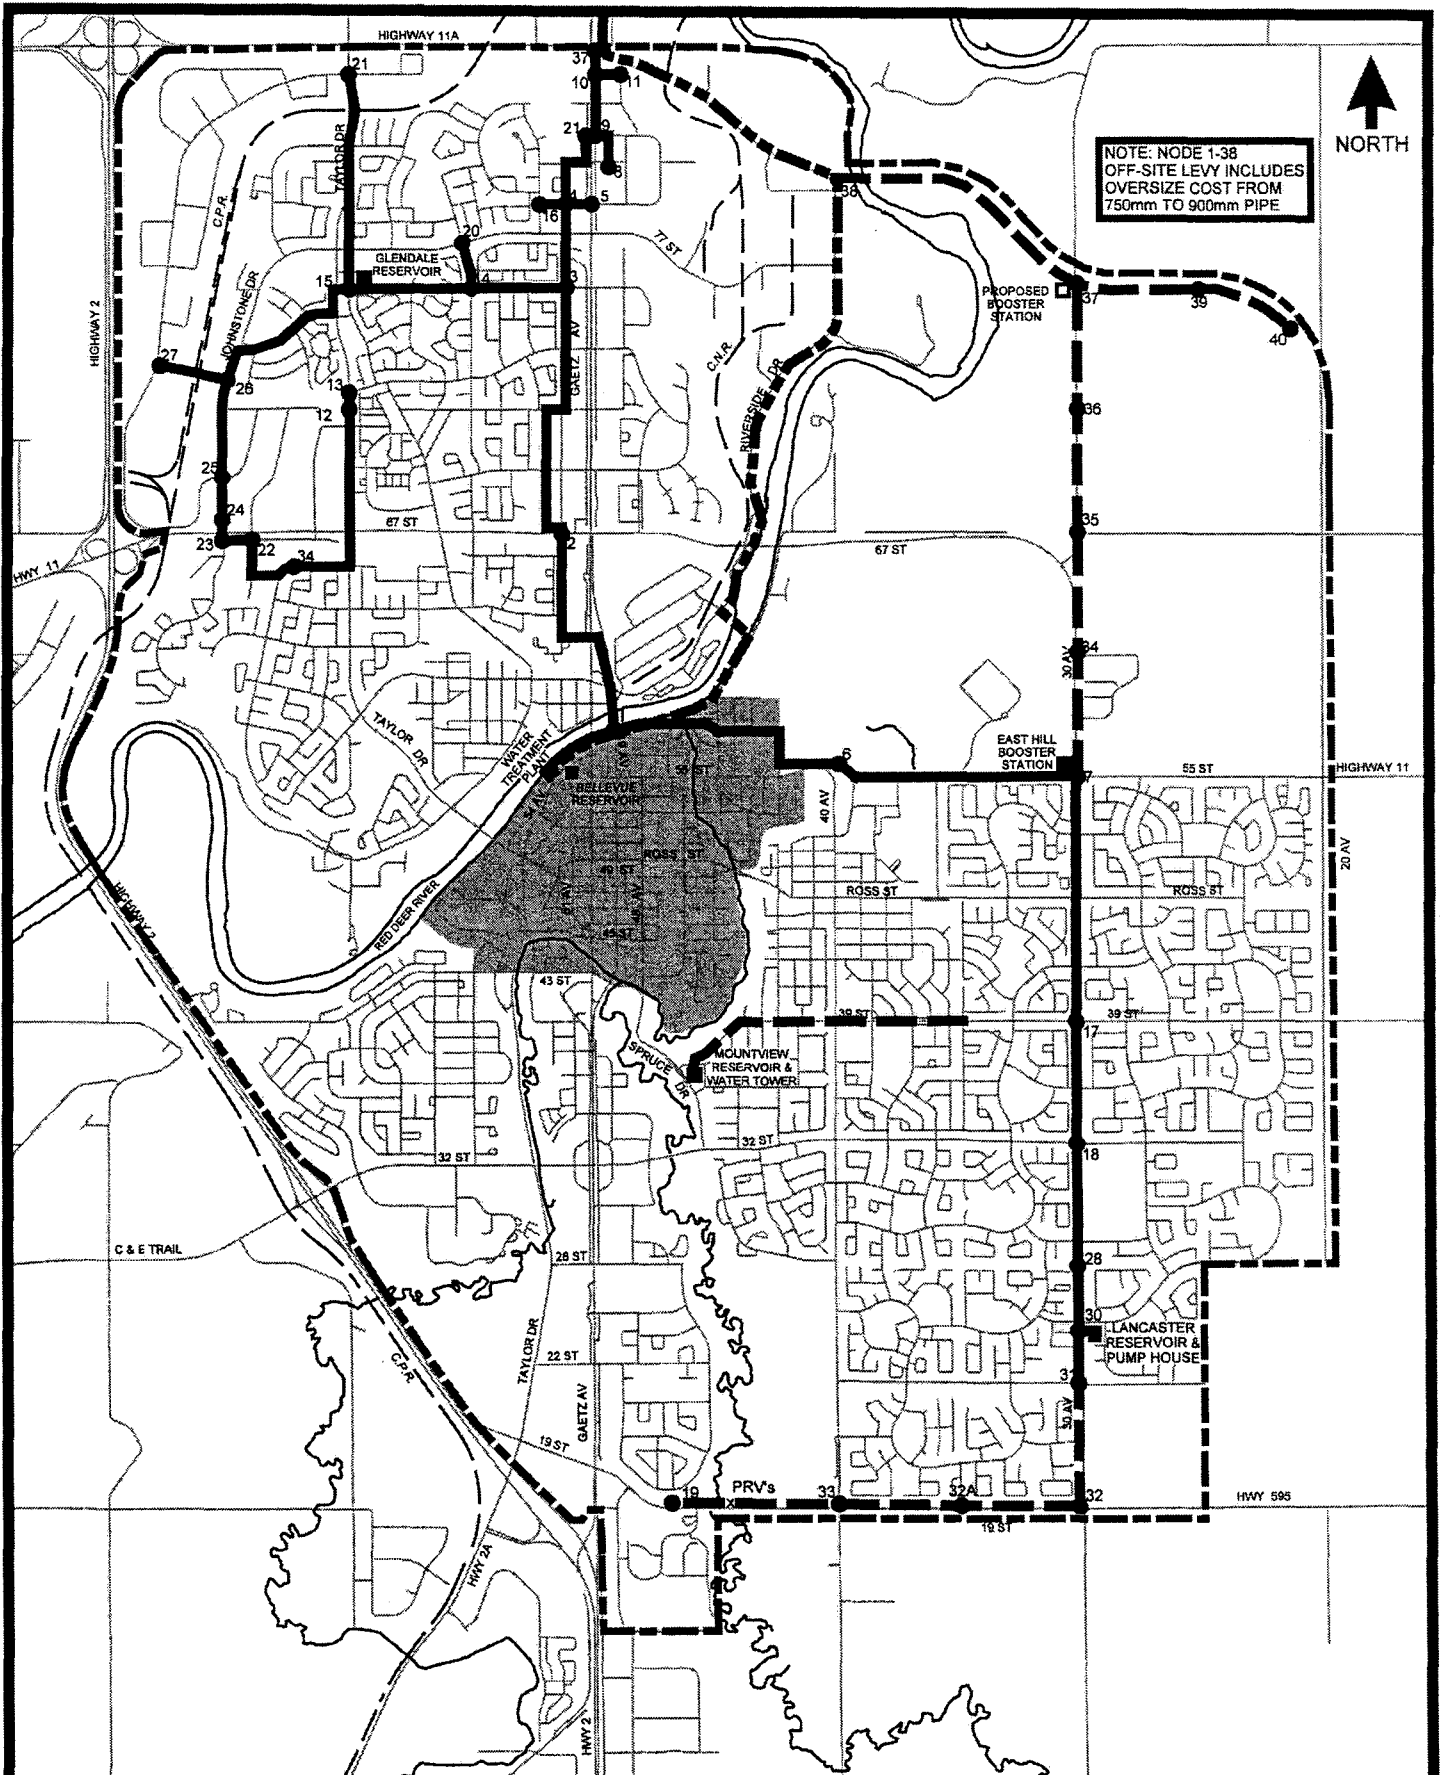 HIGHWAY 11A
37
21
10
11
NORTH
21
9
8
NOTE: NODE 1-38
OFF-SITE LEVY INCLUDES
OVERSIZE COST FROM
750mm TO 900mm PIPE
TAYLOR DR
38
4
5
16
C.P.R.
20
77 ST
GLENDALE
RESERVOIR
15
3
PROPOSED
BOOSTER
STATION
37
39
JOHNSTONE DR
HIGHWAY 2
GAETZ AV
C.N.R.
40
27
26
13
12
RIVERSIDE DR
36
25
24
67 ST
35
23
22
2
34
67 ST
HWY 11
34
30 AV
TAYLOR DR
WATER
TREATMENT
PLANT
6
EAST HILL
BOOSTER
STATION
7
55 ST
HIGHWAY 11
55 ST
BELLEVUE
RESERVOIR
40 AV
ROSS ST
20 AV
49 ST
ROSS ST
ROSS ST
HIGHWAY 2
RED DEER RIVER
45 ST
43 ST
39 ST
39 ST
17
SPRUCE DR
MOUNTVIEW
RESERVOIR &
WATER TOWER
32 ST
32 ST
18
C & E TRAIL
28 ST
28
30
LANCASTER
RESERVOIR &
PUMP HOUSE
TAYLOR DR
22 ST
C.P.R.
31
GAETZ AV
30 AV
19 ST
PRV's
19
x
33
32A
32
HWY 595
19 ST
HWY 2A
HWY 2